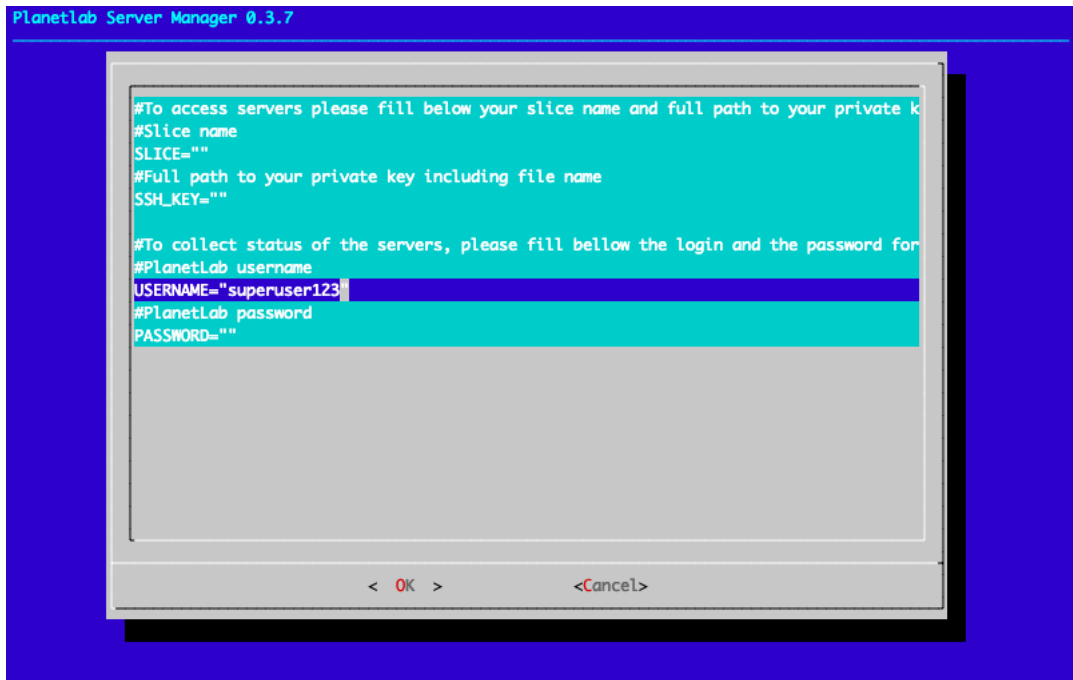 Planetlab Server Manager 0.3.7
#To access servers please fill below your slice name and full path to your private k
#Slice name
SLICE=""
#Full path to your private key including file name
SSH_KEY=""
#To collect status of the servers, please fill bellow the login and the password for
#PlanetLab username
USERNAME="superuser123"
#PlanetLab password
PASSWORD=""
< OK > <Cancel>